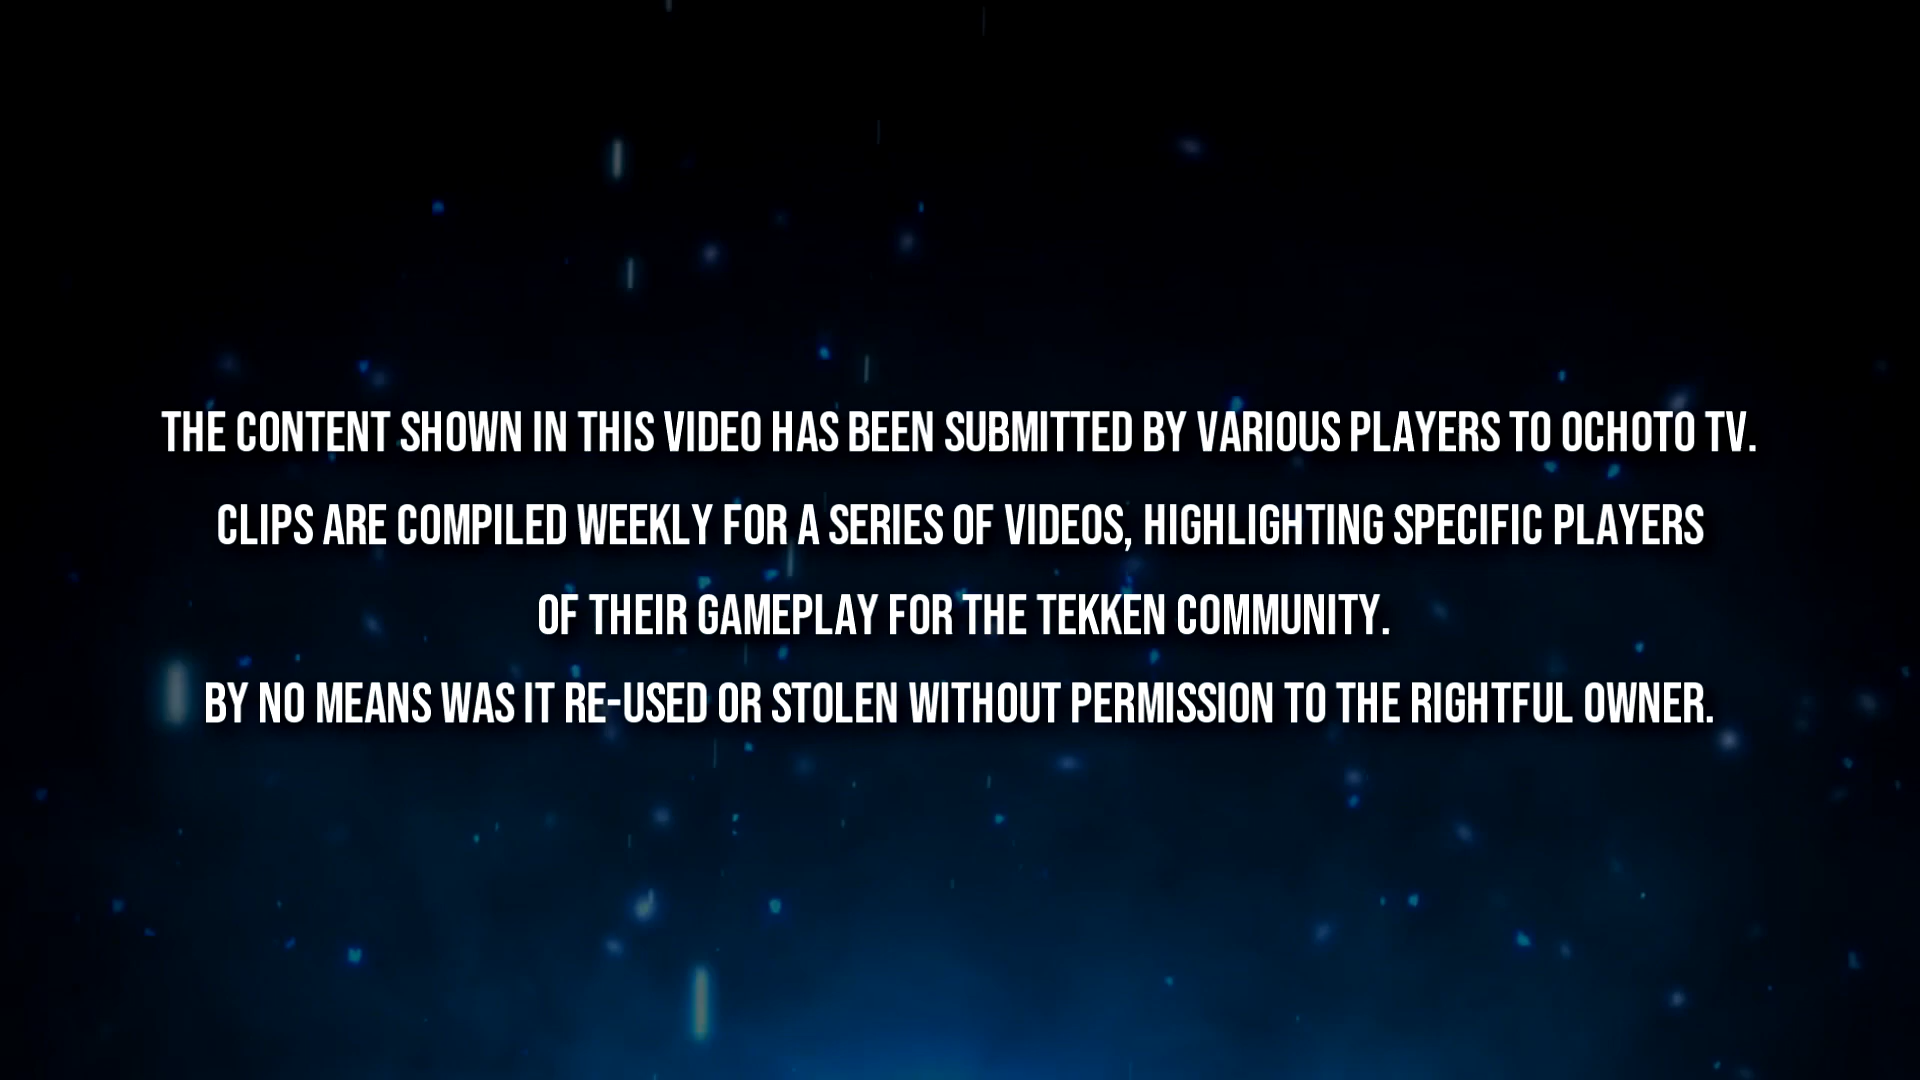 THE CONTENT SHOWN IN THIS VIDEO HAS BEEN SUBMITTED BY VARIOUS PLAYERS TO OCHOTO TV.
CLIPS ARE COMPILED WEEKLY FOR A SERIES OF VIDEOS, HIGHLIGHTING SPECIFIC PLAYERS
OF THEIR GAMEPLAY FOR THE TEKKEN COMMUNITY.
BY NO MEANS WAS IT RE-USED OR STOLEN WITHOUT PERMISSION TO THE RIGHTFUL OWNER.